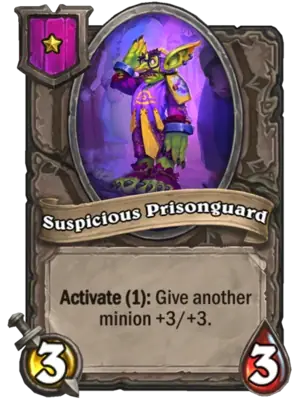 Suspicious Prisonguard
Activate (1): Give another
minion +3/+3.
3 3